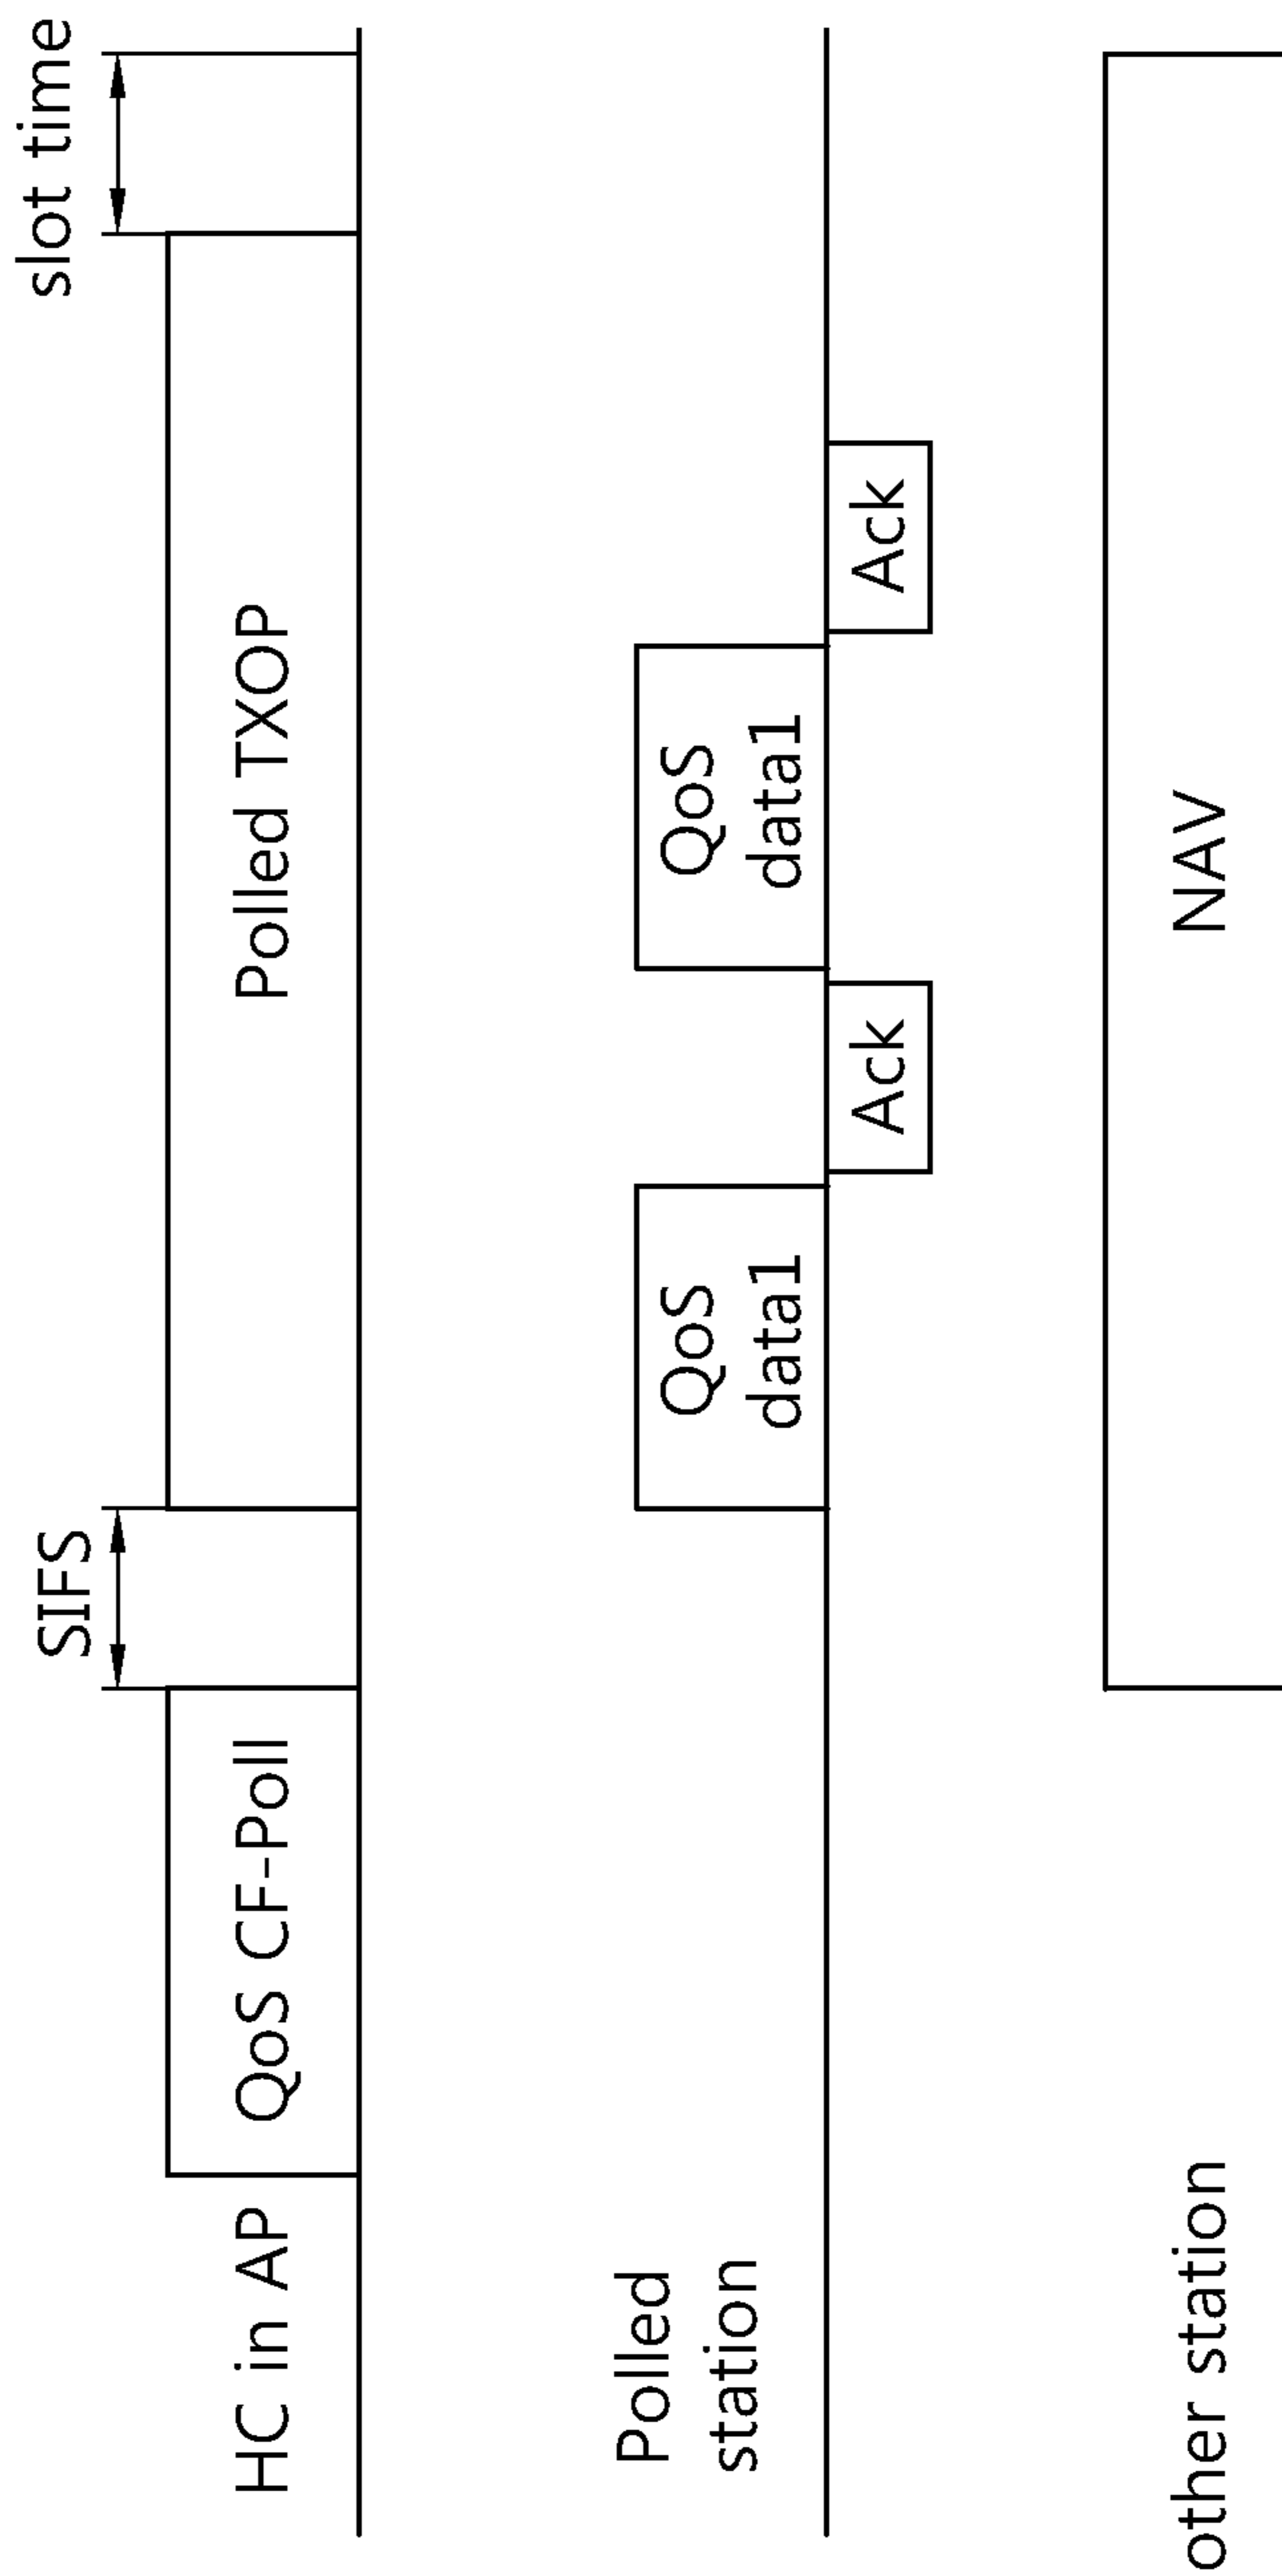 SIFS
slot time
HC in AP
QoS CF-Poll
Polled TXOP
Polled
station
QoS
data1
Ack
QoS
data1
Ack
other station
NAV